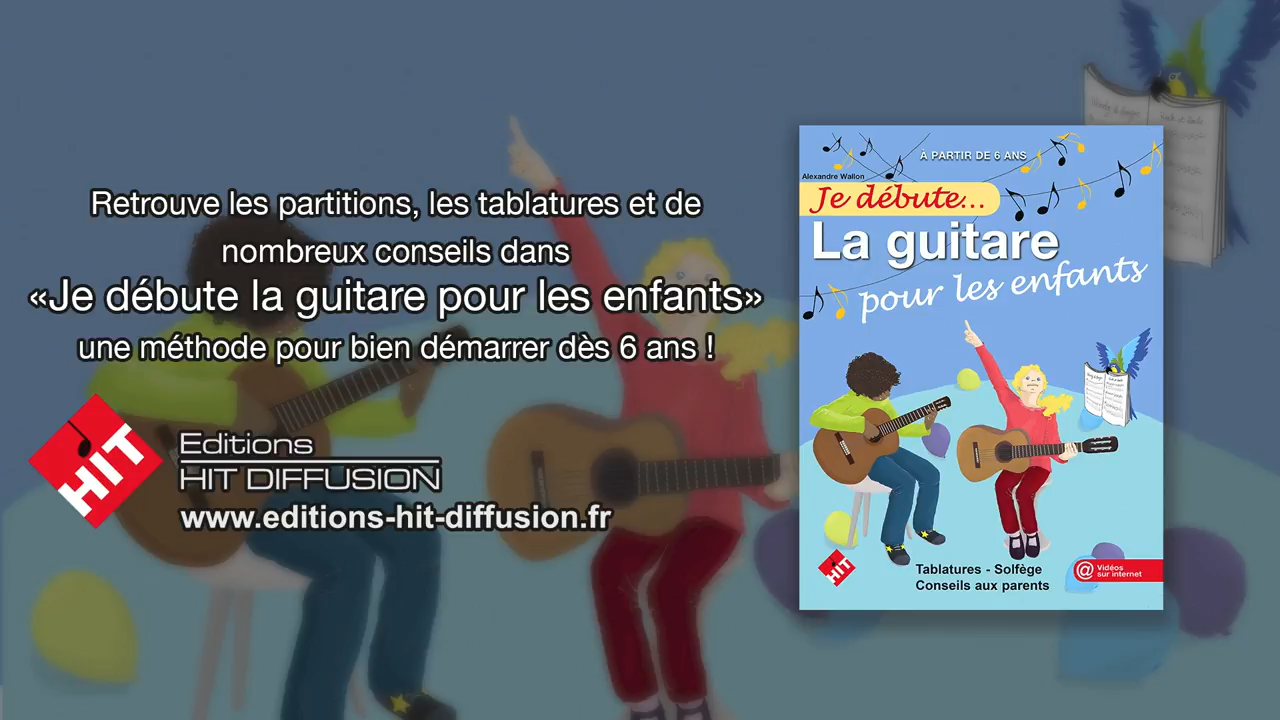 Retrouve les partitions, les tablatures et de
nombreux conseils dans
«Je débute la guitare pour les enfants»
une méthode pour bien démarrer dès 6 ans !
HIT
Editions
HIT DIFFUSION
www.editions-hit-diffusion.fr
À PARTIR DE 6 ANS
Alexandre Wallon
Je débute...
La guitare
pour les enfants
HIT
Tablatures - Solfège
Conseils aux parents
@ Vidéos
sur internet